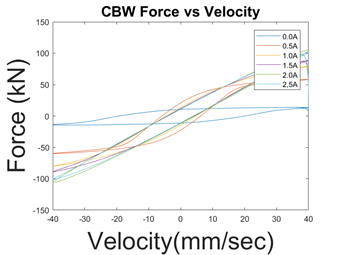 CBW Force vs Velocity
150
100
50
0
-50
-100
-150
Force (kN)
0.0A
0.5A
1.0A
1.5A
2.0A
2.5A
-40 -30 -20 -10 0 10 20 30 40
Velocity(mm/sec)